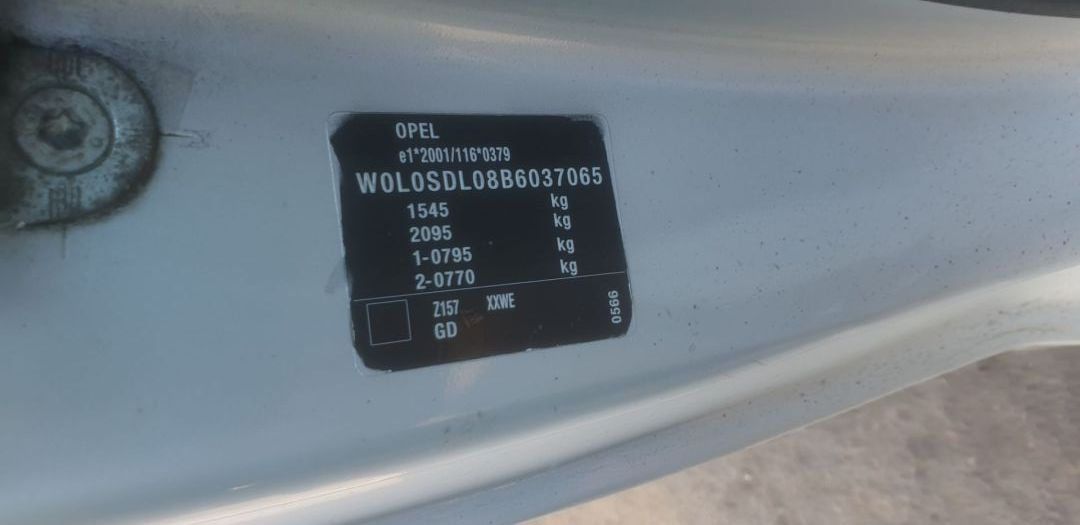 OPEL
e1*2001/116*0379
W0L0SDL08B6037065
1545 kg
2095 kg
1-0795 kg
2-0770 kg
Z157 XXWE
GD
0566